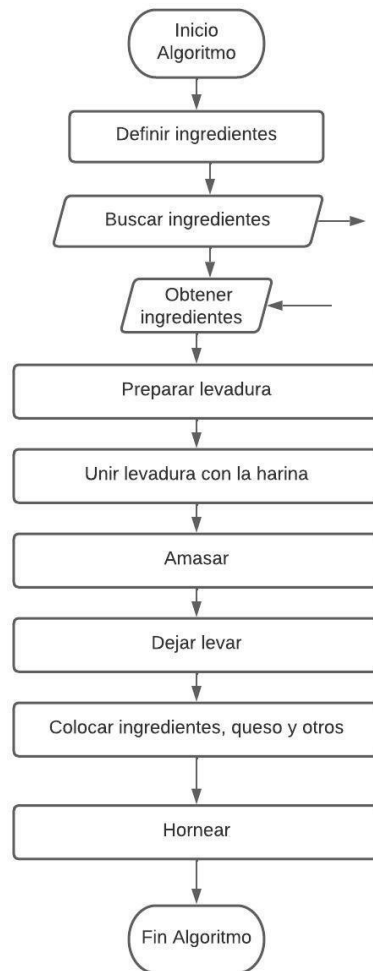 Inicio
Algoritmo
Definir ingredientes
Buscar ingredientes
Obtener
ingredientes
Preparar levadura
Unir levadura con la harina
Amasar
Dejar levar
Colocar ingredientes, queso y otros
Hornear
Fin Algoritmo